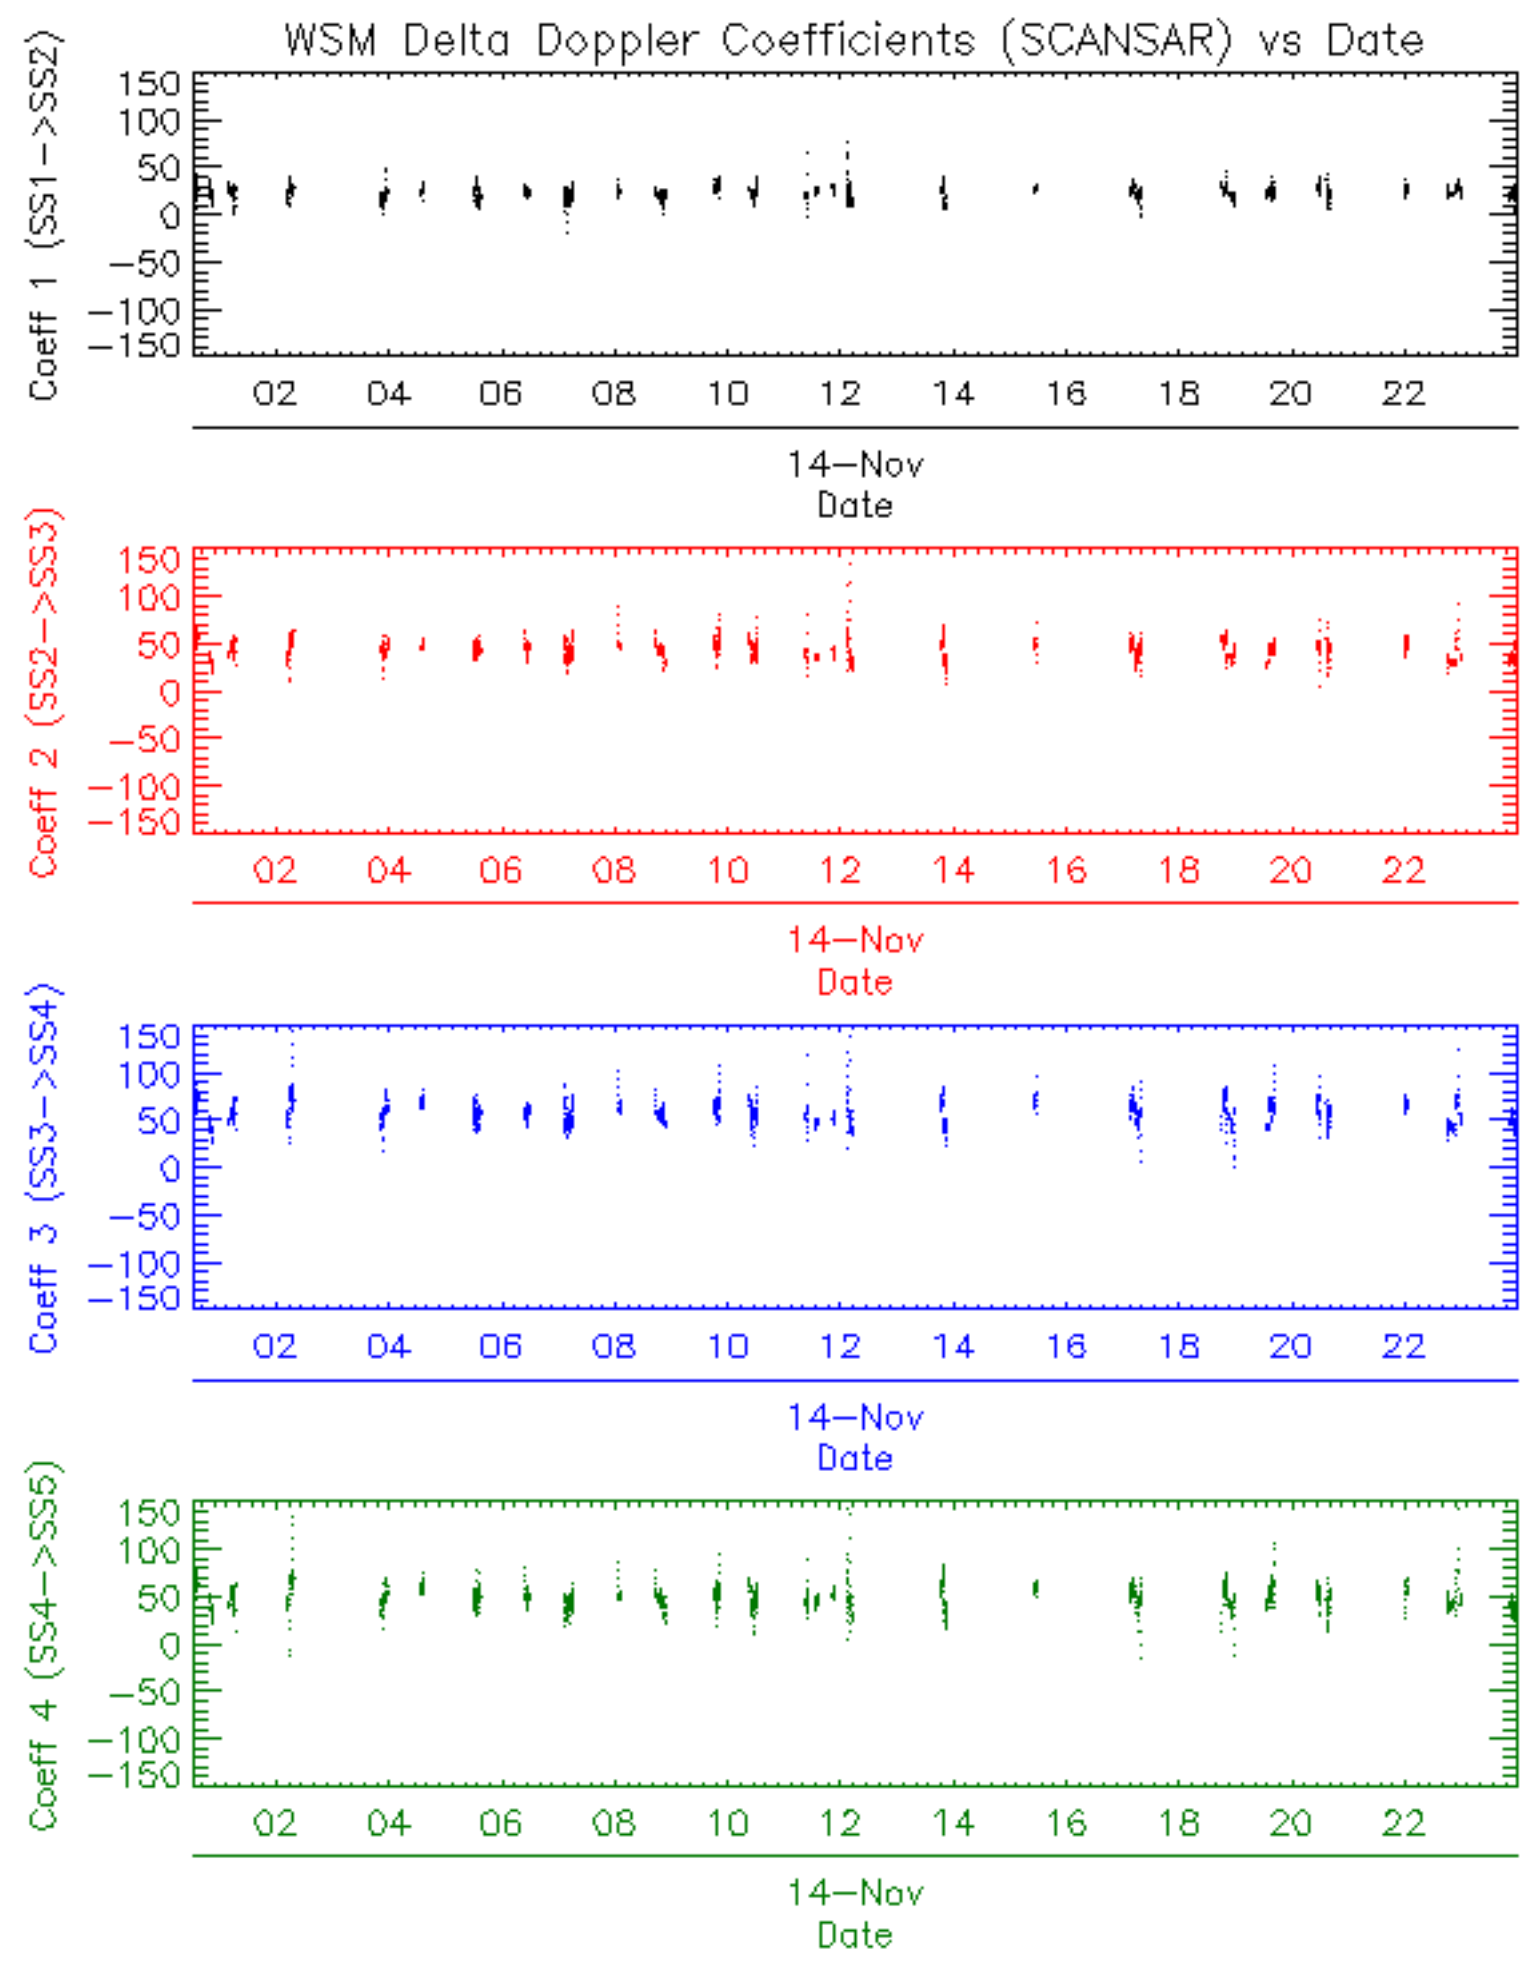 WSM Delta Doppler Coefficients (SCANSAR) vs Date
Coeff 1 (SS1->SS2)
150
100
50
0
-50
-100
-150
02 04 06 08 10 12 14 16 18 20 22
14-Nov
Date
Coeff 2 (SS2->SS3)
150
100
50
0
-50
-100
-150
02 04 06 08 10 12 14 16 18 20 22
14-Nov
Date
Coeff 3 (SS3->SS4)
150
100
50
0
-50
-100
-150
02 04 06 08 10 12 14 16 18 20 22
14-Nov
Date
Coeff 4 (SS4->SS5)
150
100
50
0
-50
-100
-150
02 04 06 08 10 12 14 16 18 20 22
14-Nov
Date